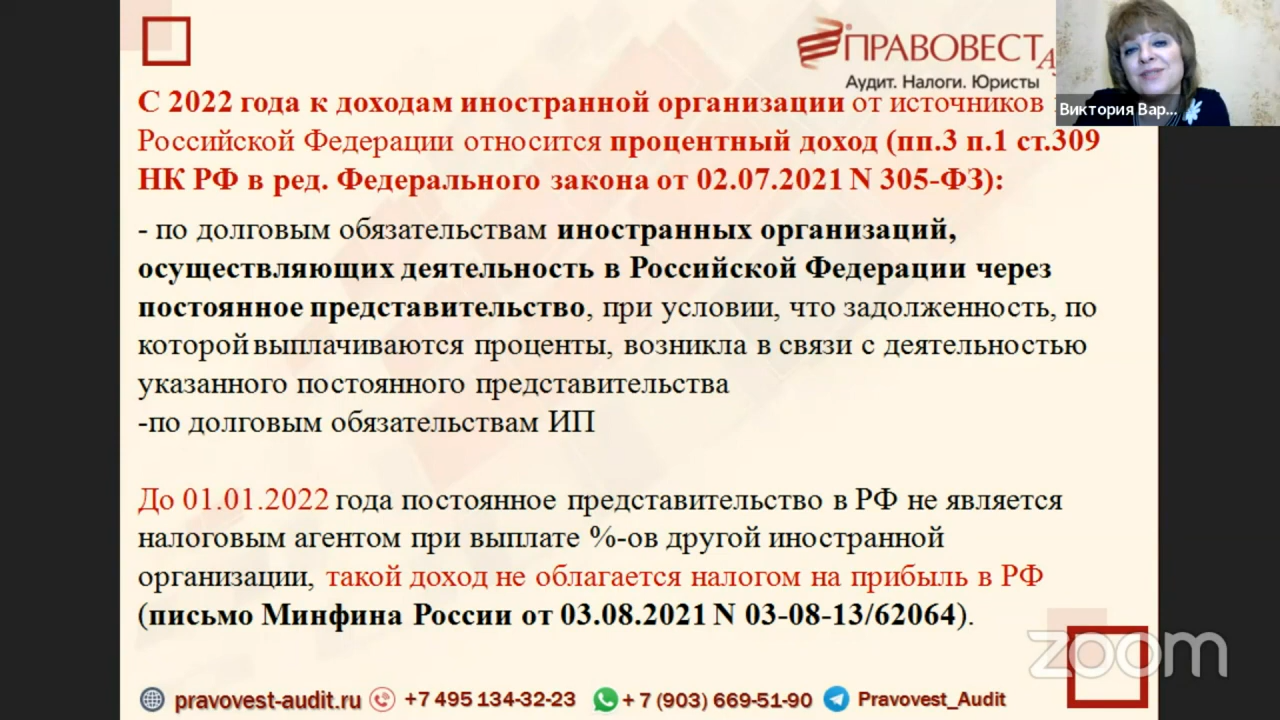 ПРАВОВЕСТ
Аудит. Налоги. Юристы
Виктория Вар...
С 2022 года к доходам иностранной организации от источников
Российской Федерации относится процентный доход (пп.3 п.1 ст.309
НК РФ в ред. Федерального закона от 02.07.2021 N 305-ФЗ):
- по долговым обязательствам иностранных организаций,
осуществляющих деятельность в Российской Федерации через
постоянное представительство, при условии, что задолженность, по
которой выплачиваются проценты, возникла в связи с деятельностью
указанного постоянного представительства
-по долговым обязательствам ИП
До 01.01.2022 года постоянное представительство в РФ не является
налоговым агентом при выплате %-ов другой иностранной
организации, такой доход не облагается налогом на прибыль в РФ
(письмо Минфина России от 03.08.2021 N 03-08-13/62064).
zoom
pravovest-audit.ru +7 495 134-32-23 + 7 (903) 669-51-90 Pravovest_Audit